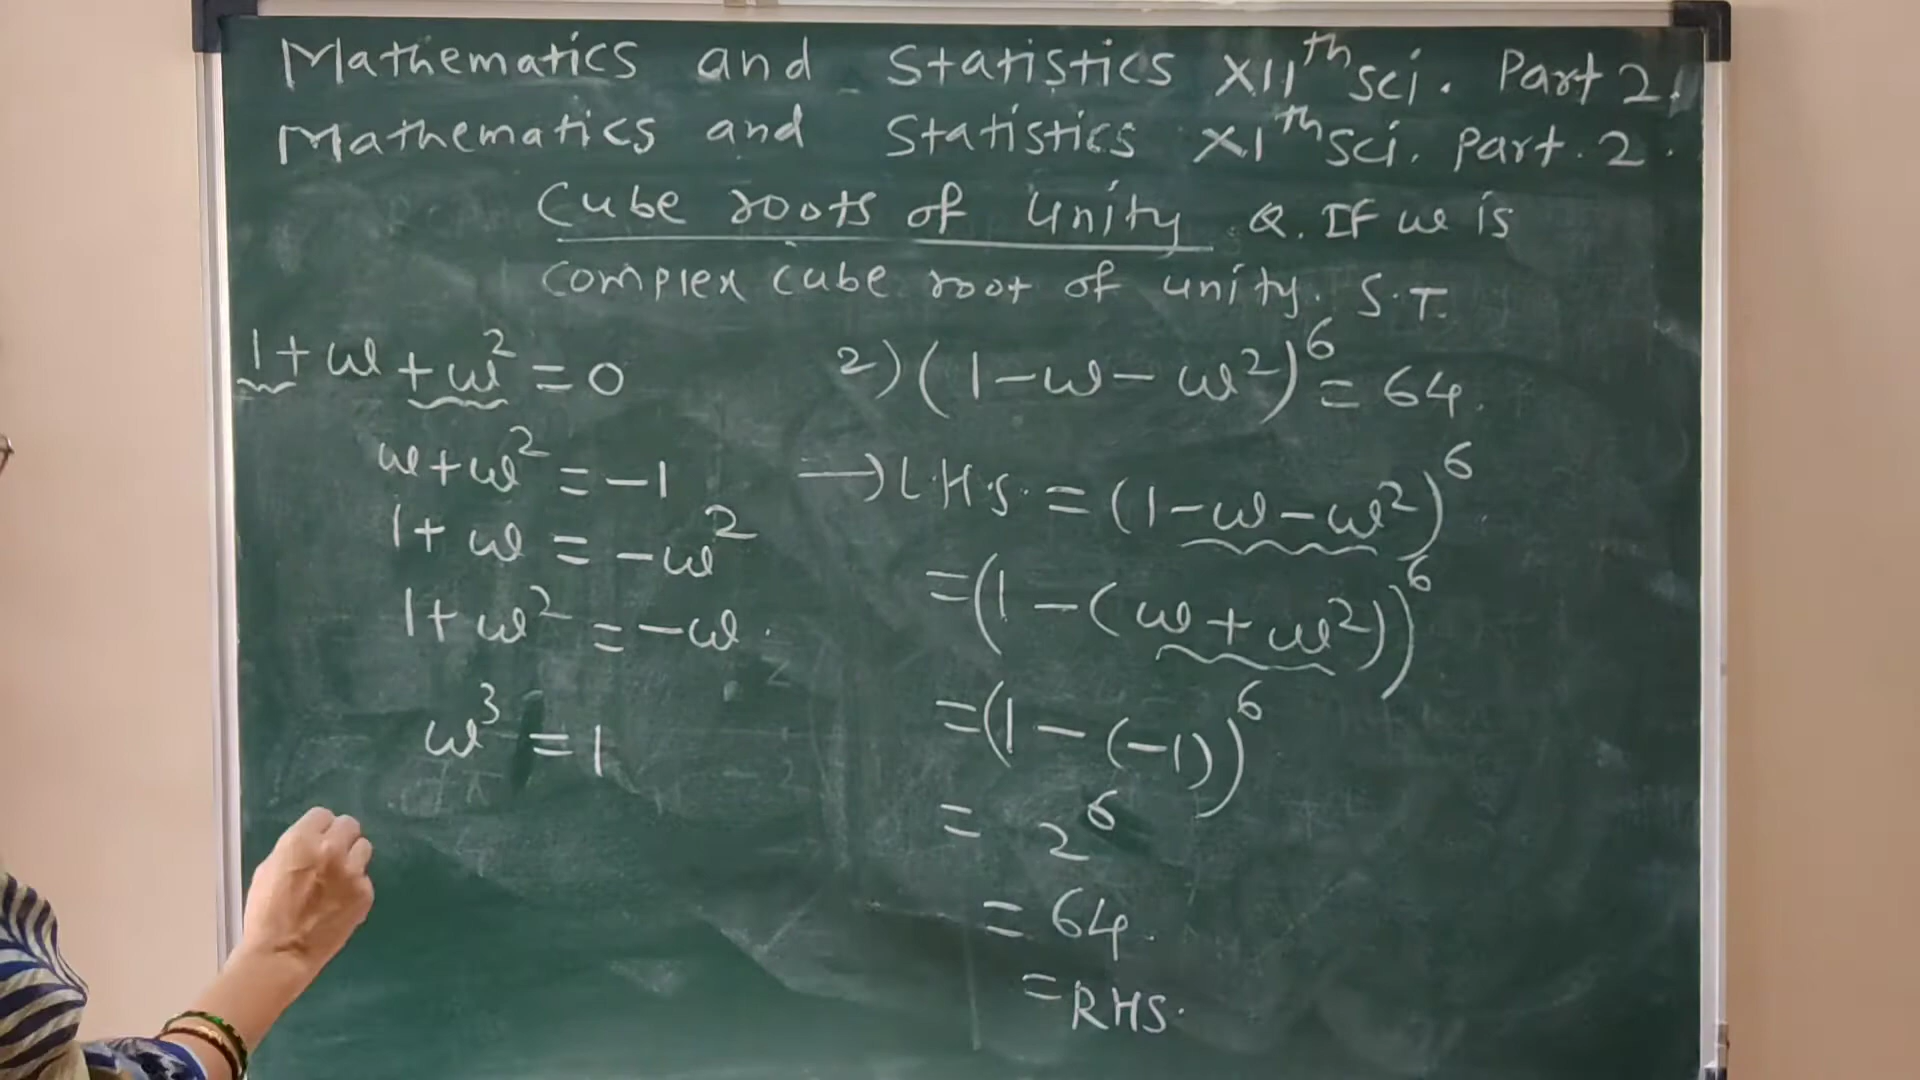 Mathematics and Statistics XIIth sci. Part 2.
Mathematics and Statistics XIth sci. Part. 2.
Cube roots of Unity Q. If ω is
complex cube root of unity. S.T.
1 + ω + ω² = 0
ω + ω² = -1
1 + ω = -ω²
1 + ω² = -ω.
ω³ = 1
2) (1 - ω - ω²)⁶ = 64.
→ L.H.S. = (1 - ω - ω²)⁶
= (1 - (ω + ω²))⁶
= (1 - (-1))⁶
= 2⁶
= 64.
= RHS.